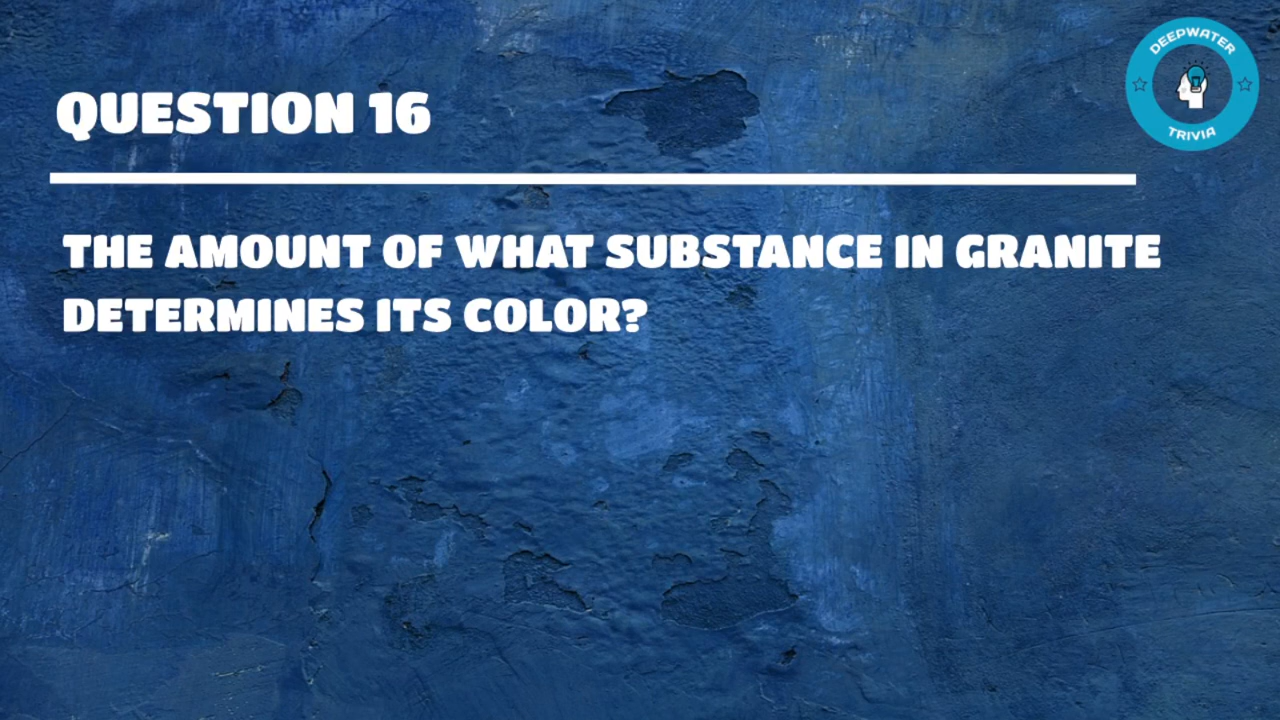 DEEPWATER
TRIVIA
QUESTION 16
THE AMOUNT OF WHAT SUBSTANCE IN GRANITE
DETERMINES ITS COLOR?